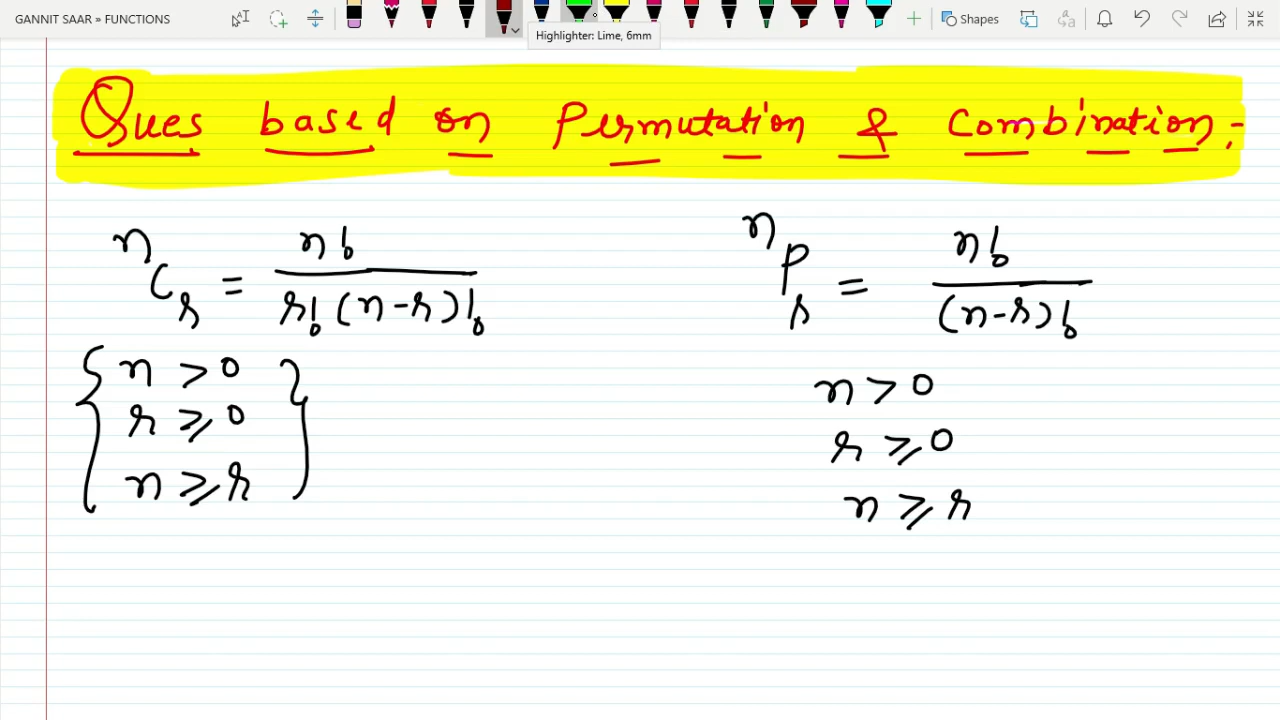 GANNIT SAAR » FUNCTIONS
Shapes
Highlighter: Lime, 6mm
Ques based on Permutation & Combination:-
nCr = n! / r!(n-r)!
nPr = n! / (n-r)!
n > 0
r ≥ 0
n ≥ r
n > 0
r ≥ 0
n ≥ r